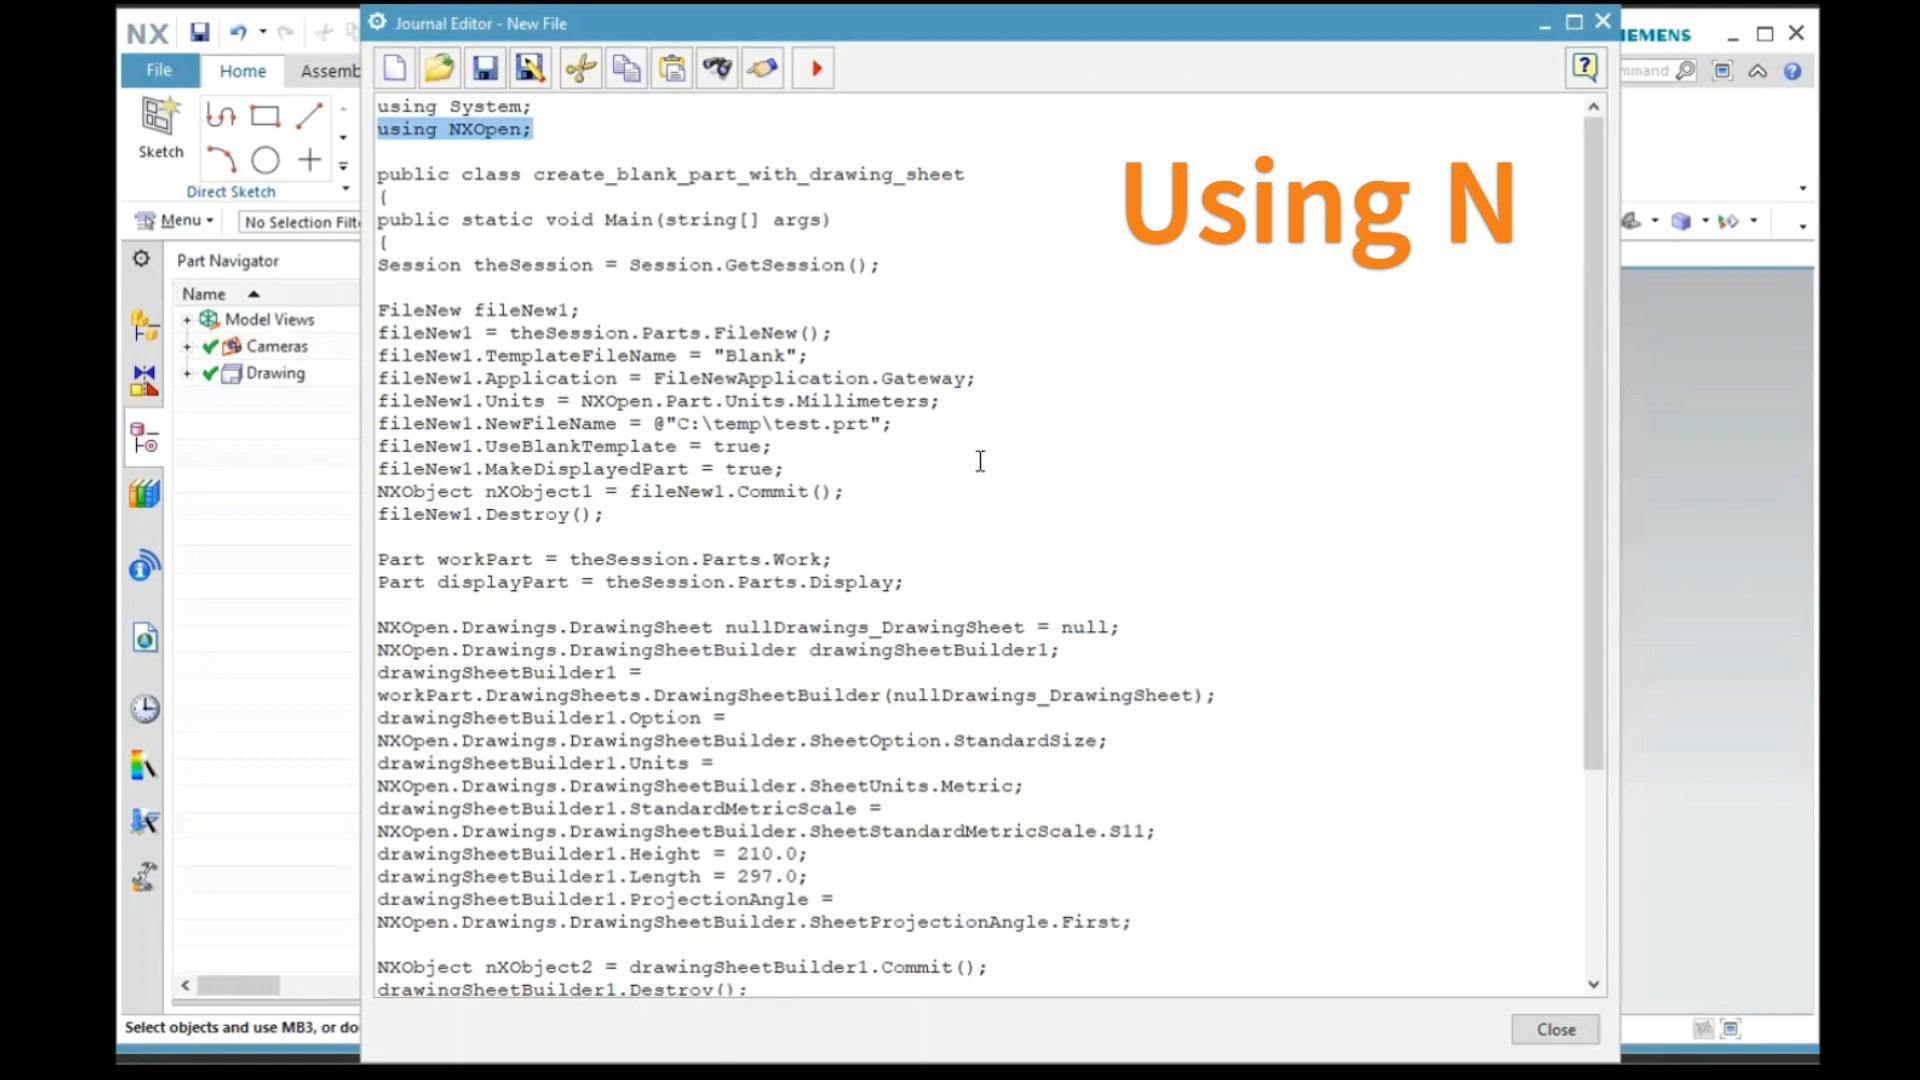 NX
Journal Editor - New File
IEMENS
File
Home
Assemb
mmand
Sketch
Direct Sketch
Menu
No Selection Filte
Part Navigator
Name
Model Views
Cameras
Drawing
using System;
using NXOpen;
public class create_blank_part_with_drawing_sheet
{
public static void Main(string[] args)
{
Session theSession = Session.GetSession();
FileNew fileNew1;
fileNew1 = theSession.Parts.FileNew();
fileNew1.TemplateFileName = "Blank";
fileNew1.Application = FileNewApplication.Gateway;
fileNew1.Units = NXOpen.Part.Units.Millimeters;
fileNew1.NewFileName = @"C:\temp\test.prt";
fileNew1.UseBlankTemplate = true;
fileNew1.MakeDisplayedPart = true;
NXObject nXObject1 = fileNew1.Commit();
fileNew1.Destroy();
Part workPart = theSession.Parts.Work;
Part displayPart = theSession.Parts.Display;
NXOpen.Drawings.DrawingSheet nullDrawings_DrawingSheet = null;
NXOpen.Drawings.DrawingSheetBuilder drawingSheetBuilder1;
drawingSheetBuilder1 =
workPart.DrawingSheets.DrawingSheetBuilder(nullDrawings_DrawingSheet);
drawingSheetBuilder1.Option =
NXOpen.Drawings.DrawingSheetBuilder.SheetOption.StandardSize;
drawingSheetBuilder1.Units =
NXOpen.Drawings.DrawingSheetBuilder.SheetUnits.Metric;
drawingSheetBuilder1.StandardMetricScale =
NXOpen.Drawings.DrawingSheetBuilder.SheetStandardMetricScale.S11;
drawingSheetBuilder1.Height = 210.0;
drawingSheetBuilder1.Length = 297.0;
drawingSheetBuilder1.ProjectionAngle =
NXOpen.Drawings.DrawingSheetBuilder.SheetProjectionAngle.First;
NXObject nXObject2 = drawingSheetBuilder1.Commit();
drawingSheetBuilder1.Destroy();
Using N
Select objects and use MB3, or do
Close